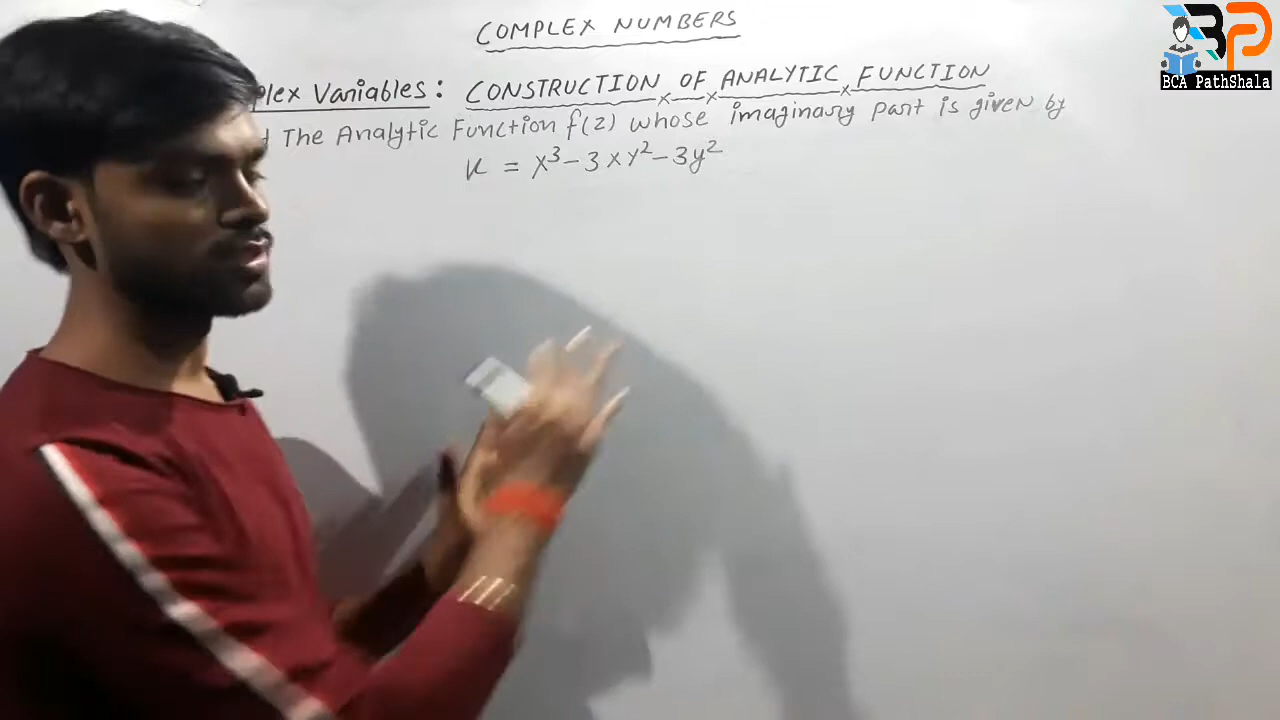 COMPLEX NUMBERS
plex Variables: CONSTRUCTION OF ANALYTIC FUNCTION
The Analytic Function f(z) whose imaginary part is given by
u = x³ - 3xy² - 3y²
BP
BCA PathShala